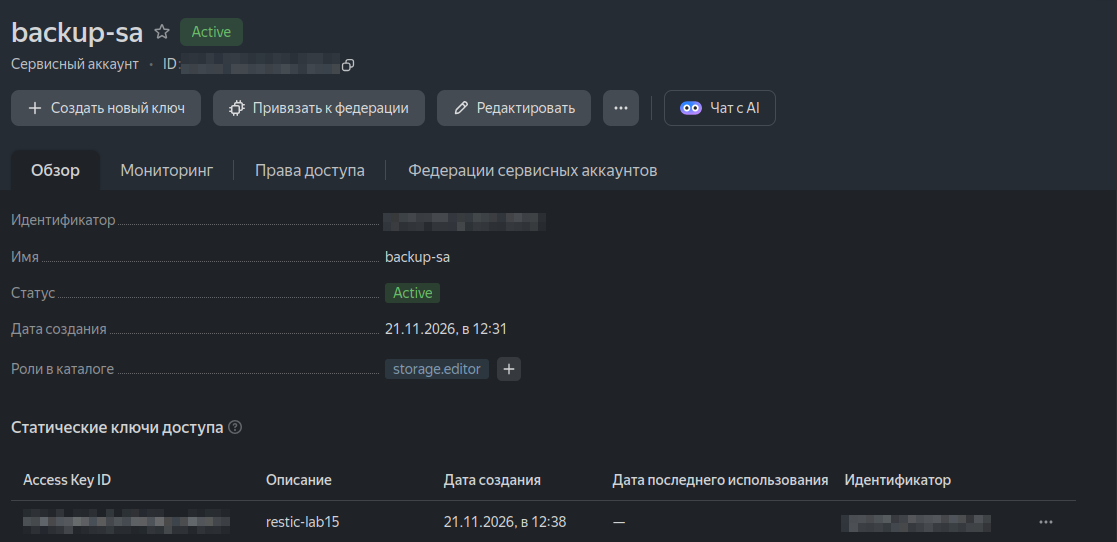 backup-sa Active
Сервисный аккаунт • ID:
Создать новый ключ Привязать к федерации Редактировать ... Чат с AI
Обзор Мониторинг Права доступа Федерации сервисных аккаунтов
Идентификатор
Имя backup-sa
Статус Active
Дата создания 21.11.2026, в 12:31
Роли в каталоге storage.editor +
Статические ключи доступа
Access Key ID Описание Дата создания Дата последнего использования Идентификатор
restic-lab15 21.11.2026, в 12:38 — ...